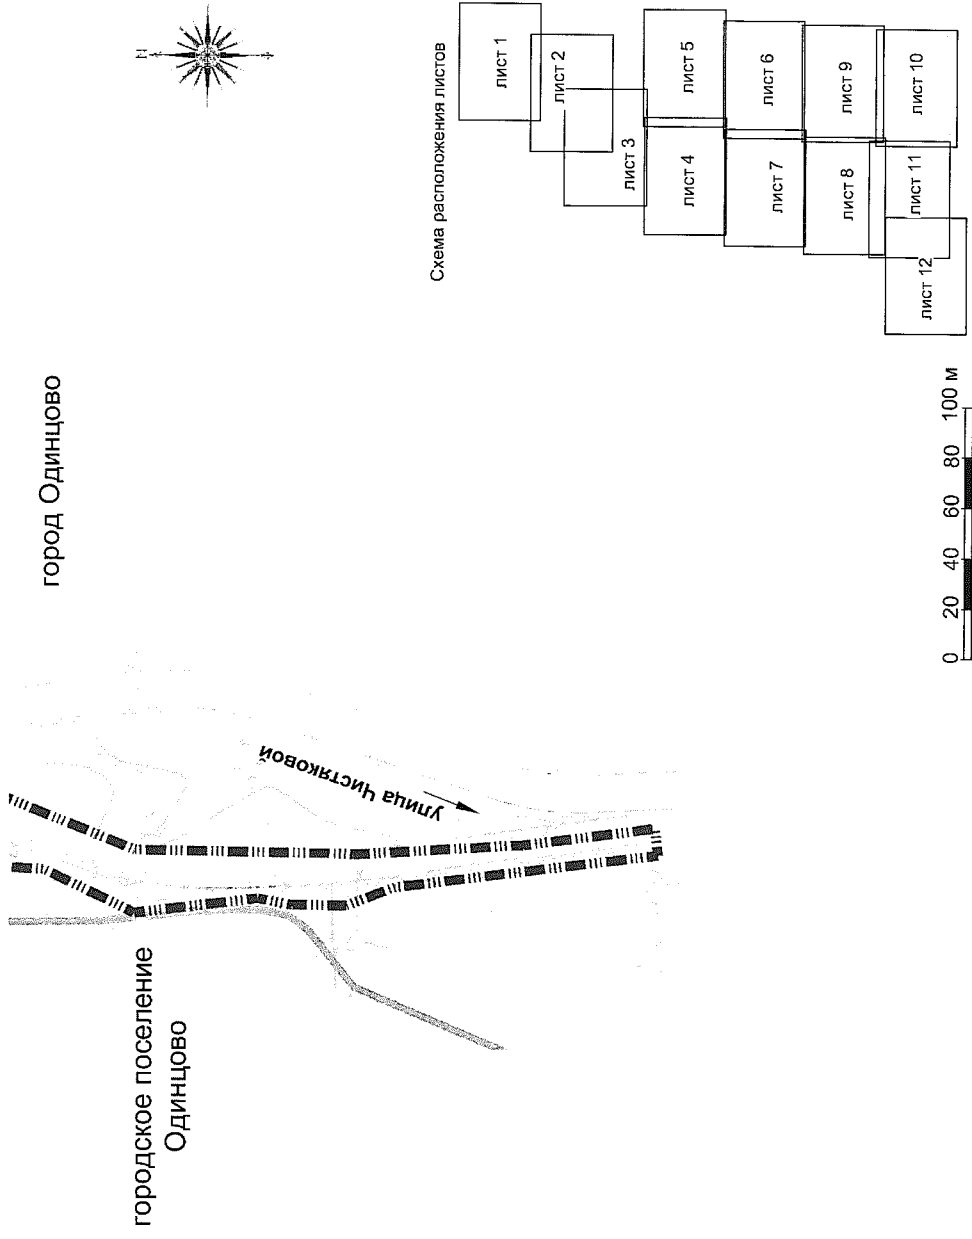 город Одинцово
городское поселение
Одинцово
улица Чистяковой
Схема расположения листов
лист 1
лист 2
лист 3
лист 4
лист 5
лист 6
лист 7
лист 8
лист 9
лист 10
лист 11
лист 12
0 20 40 60 80 100 м